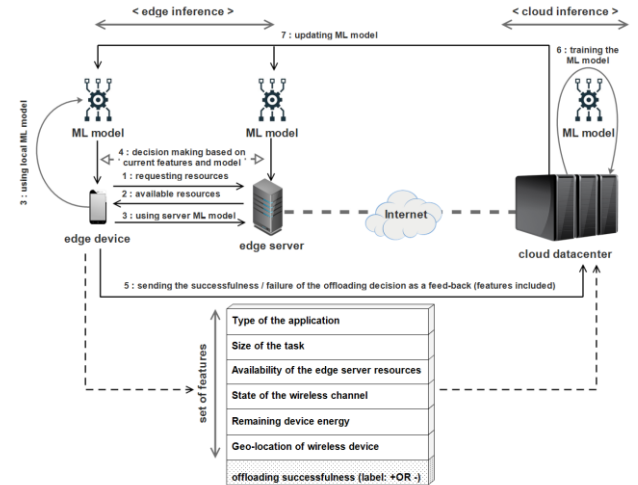 < edge inference >
< cloud inference >
7 : updating ML model
6 : training the
ML model
ML model
ML model
ML model
3 : using local ML model
4 : decision making based on
current features and model
1: requesting resources
2 : available resources
3 : using server ML model
edge device
edge server
Internet
cloud datacenter
5 : sending the successfulness / failure of the offloading decision as a feed-back (features included)
set of features
Type of the application
Size of the task
Availability of the edge server resources
State of the wireless channel
Remaining device energy
Geo-location of wireless device
offloading successfulness (label: +OR -)